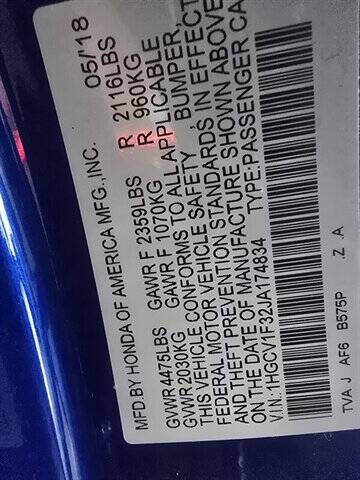 MFD.BY HONDA OF AMERICA MFG.,INC. 05/18
GVWR 4475LBS GAWR F 2359LBS R 2116LBS
GVWR 2030KG GAWR F 1070KG R 960KG
THIS VEHICLE CONFORMS TO ALL APPLICABLE
FEDERAL MOTOR VEHICLE SAFETY , BUMPER,
AND THEFT PREVENTION STANDARDS IN EFFECT
ON THE DATE OF MANUFACTURE SHOWN ABOVE
V.I.N.: 1HGCV1F32JA174834 TYPE:PASSENGER CA
TVA J AF6 B575P .Z .A